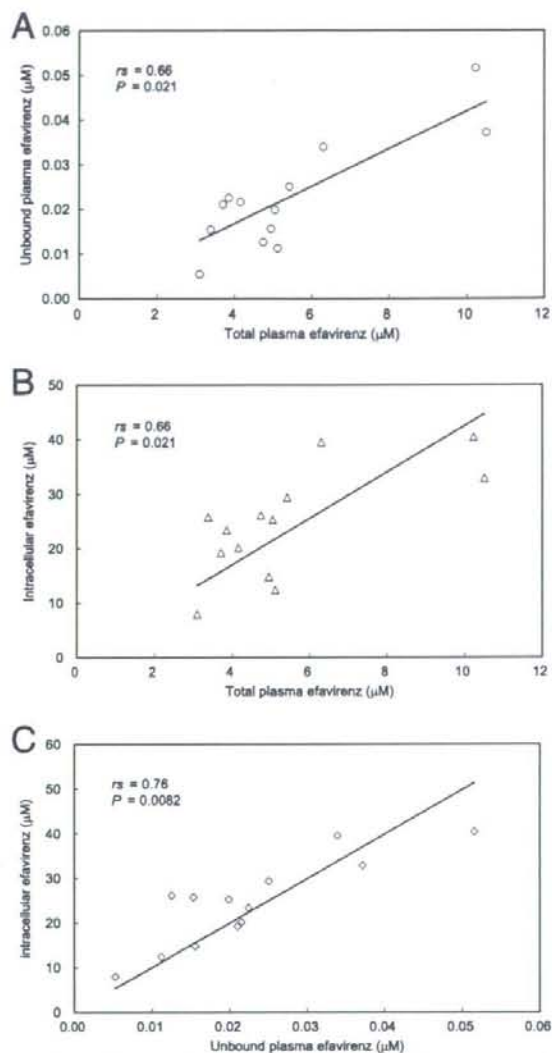 A
0.06
0.05
0.04
0.03
0.02
0.01
0.00
Unbound plasma efavirenz (μM)
rs = 0.66
P = 0.021
0 2 4 6 8 10 12
Total plasma efavirenz (μM)
B
50
40
30
20
10
0
Intracellular efavirenz (μM)
rs = 0.66
P = 0.021
0 2 4 6 8 10 12
Total plasma efavirenz (μM)
C
60
50
40
30
20
10
0
intracellular efavirenz (μM)
rs = 0.76
P = 0.0082
0.00 0.01 0.02 0.03 0.04 0.05 0.06
Unbound plasma efavirenz (μM)